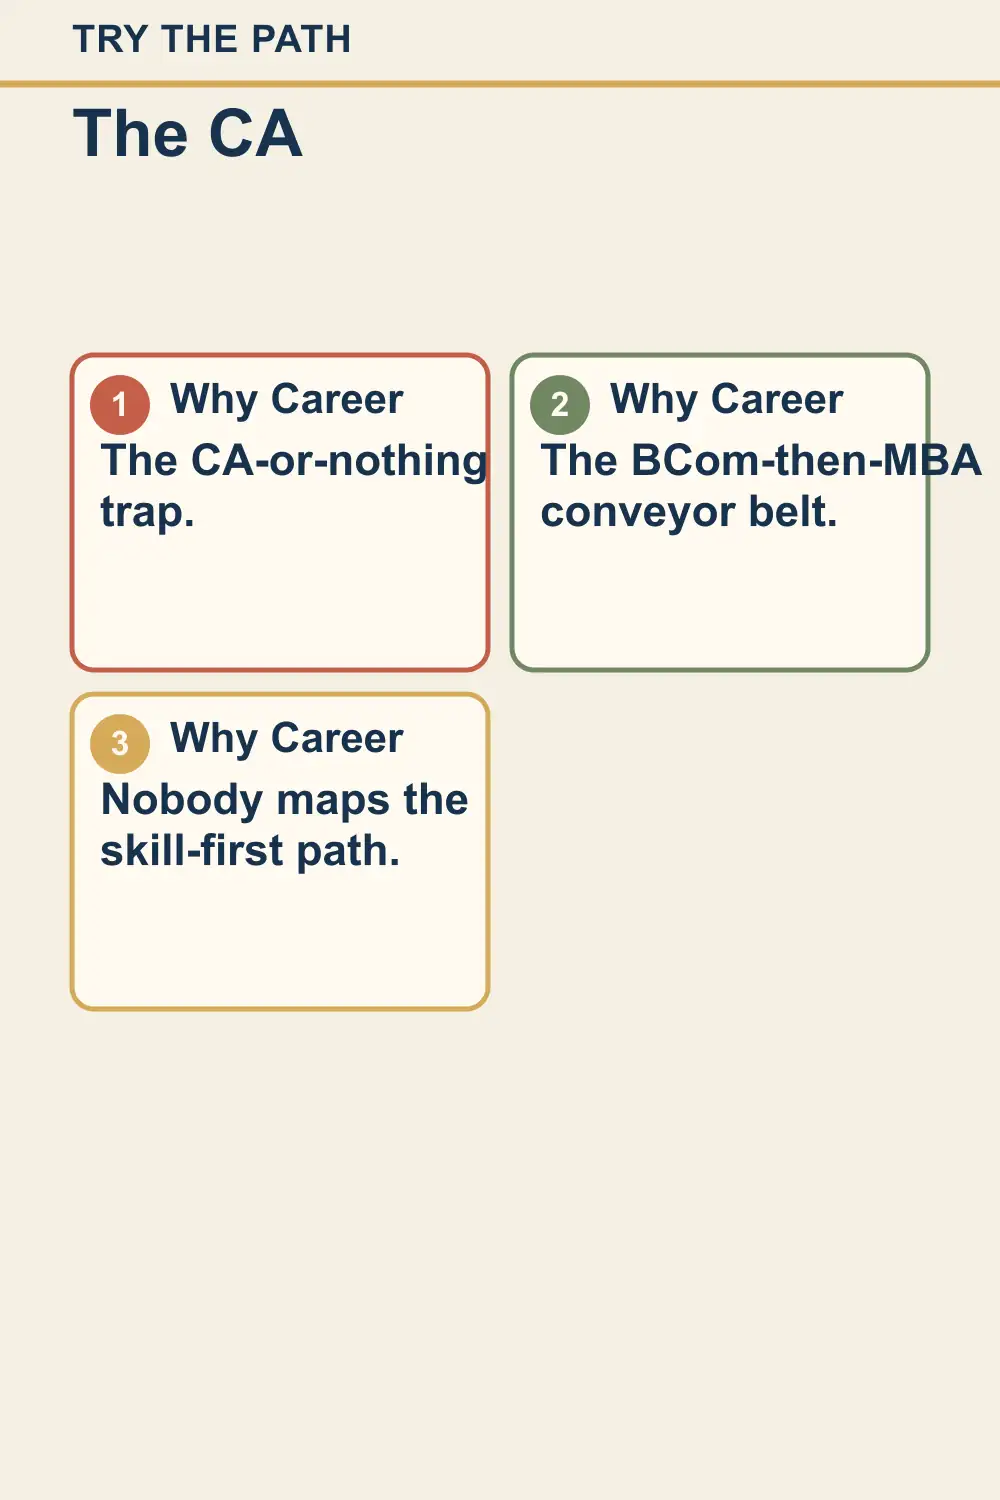 TRY THE PATH
The CA
1 Why Career
The CA-or-nothing
trap.
2 Why Career
The BCom-then-MBA
conveyor belt.
3 Why Career
Nobody maps the
skill-first path.